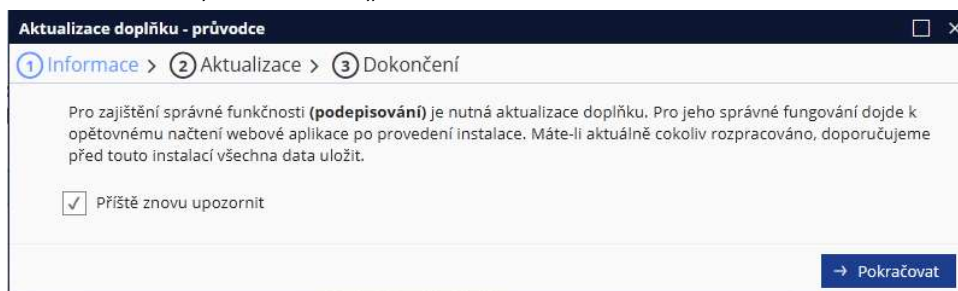 Aktualizace doplňku - průvodce
1 Informace > 2 Aktualizace > 3 Dokončení
Pro zajištění správné funkčnosti (podepisování) je nutná aktualizace doplňku. Pro jeho správné fungování dojde k
opětovnému načtení webové aplikace po provedení instalace. Máte-li aktuálně cokoliv rozpracováno, doporučujeme
před touto instalací všechna data uložit.
Příště znovu upozornit
→ Pokračovat